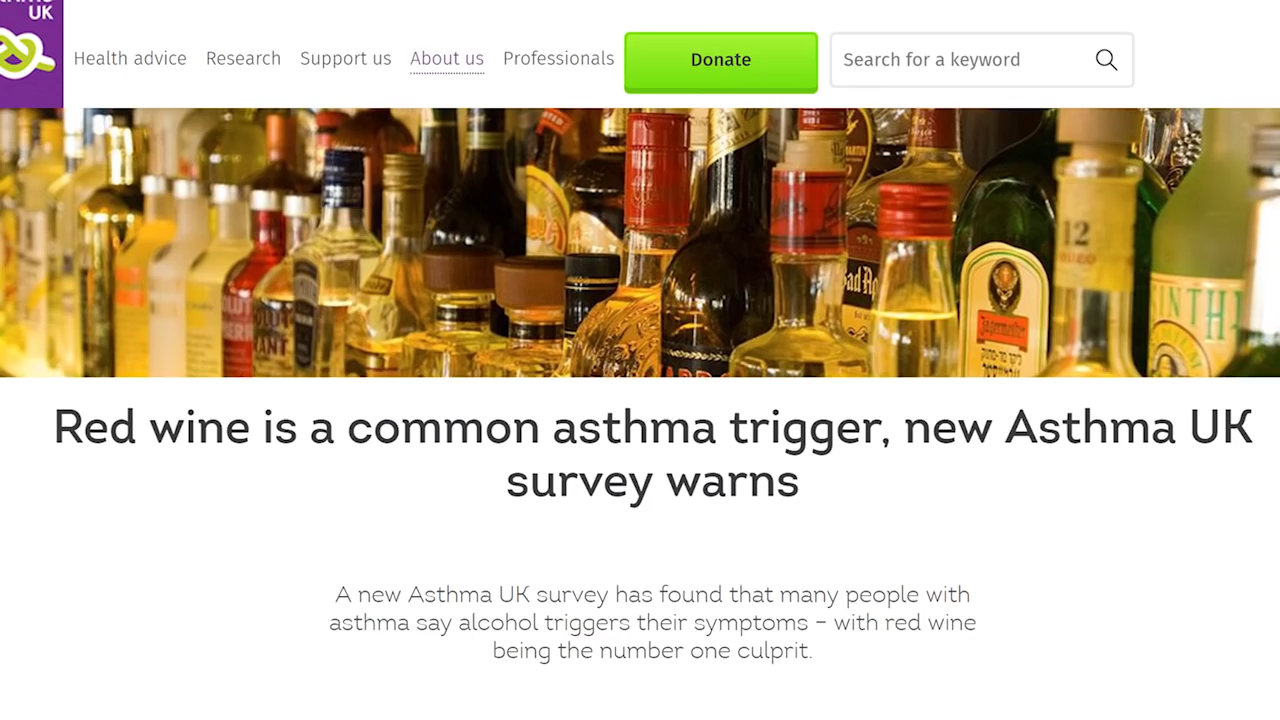 UK
Health advice
Research
Support us
About us
Professionals
Donate
Search for a keyword
12
Jägermeister
Red wine is a common asthma trigger, new Asthma UK
survey warns
A new Asthma UK survey has found that many people with
asthma say alcohol triggers their symptoms – with red wine
being the number one culprit.